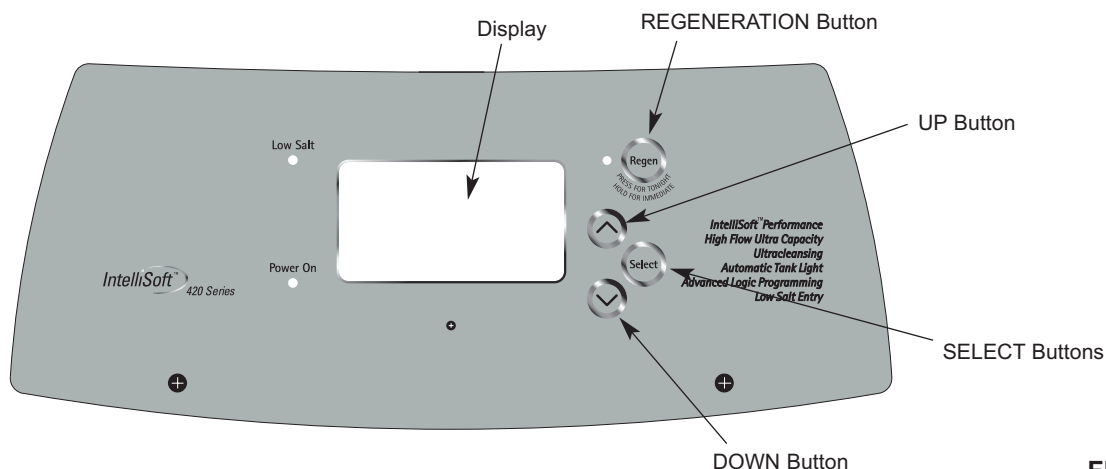 Display
REGENERATION Button
UP Button
Low Salt
Regen
PRESS FOR TONIGHT
HOLD FOR IMMEDIATE
IntelliSoft™ Performance
High Flow Ultra Capacity
Ultracleansing
Automatic Tank Light
Advanced Logic Programming
Low Salt Entry
Select
Power On
IntelliSoft™ 420 Series
SELECT Buttons
DOWN Button